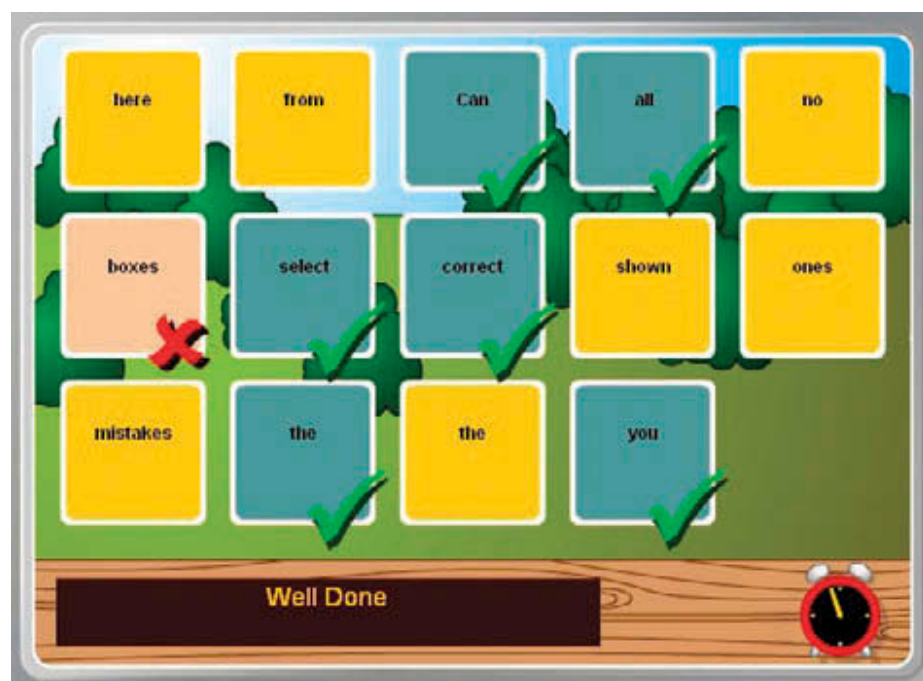 here from Can all no
boxes select correct shown ones
mistakes the the you
Well Done